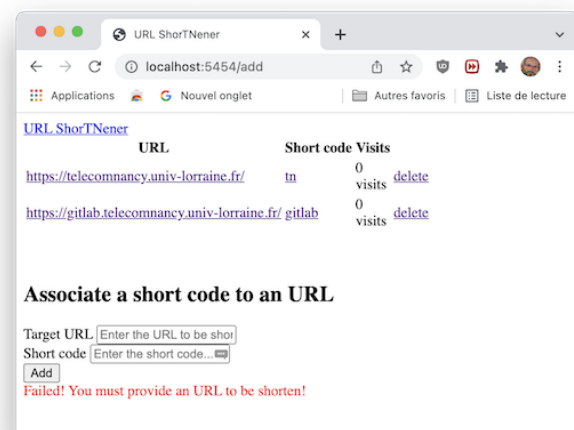 URL ShorTNener
localhost:5454/add
Applications G Nouvel onglet Autres favoris Liste de lecture
URL ShorTNener
URL Short code Visits
https://telecomnancy.univ-lorraine.fr/ tn 0 visits delete
https://gitlab.telecomnancy.univ-lorraine.fr/ gitlab 0 visits delete
Associate a short code to an URL
Target URL Enter the URL to be shor
Short code Enter the short code...
Add
Failed! You must provide an URL to be shorten!